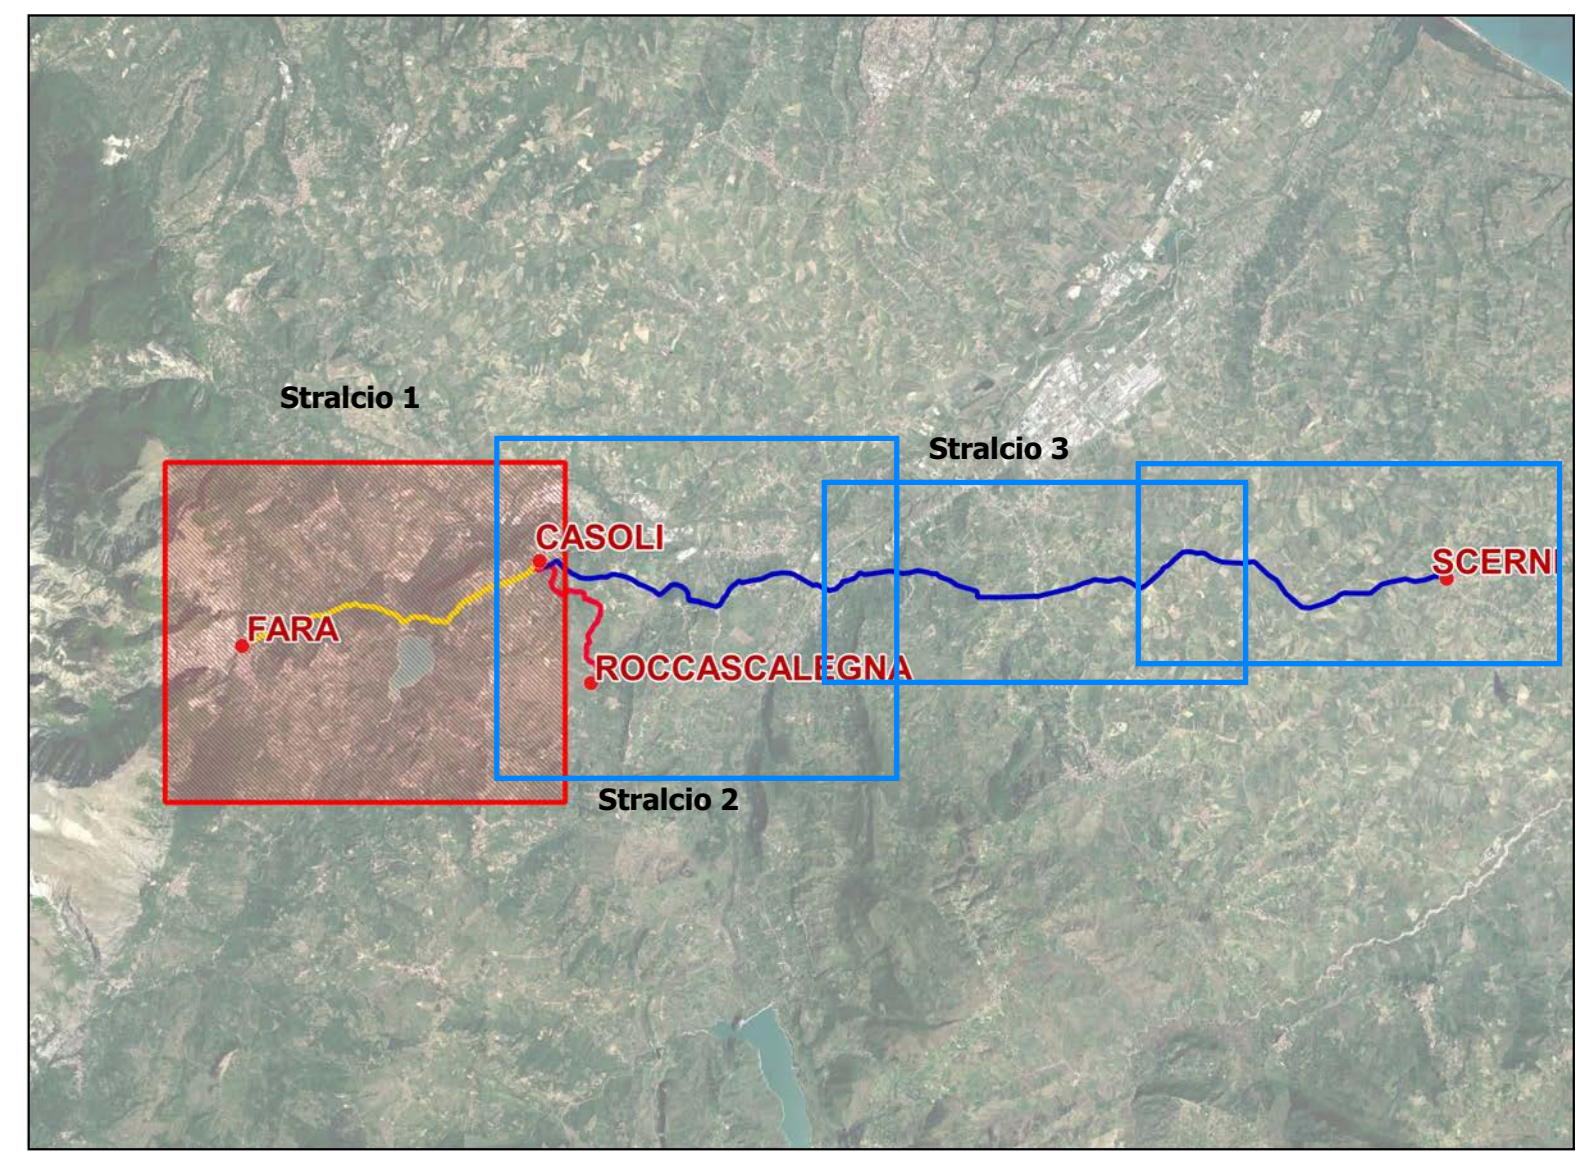 Stralcio 1
Stralcio 3
CASOLI
SCERNI
FARA
ROCCASCALEGNA
Stralcio 2